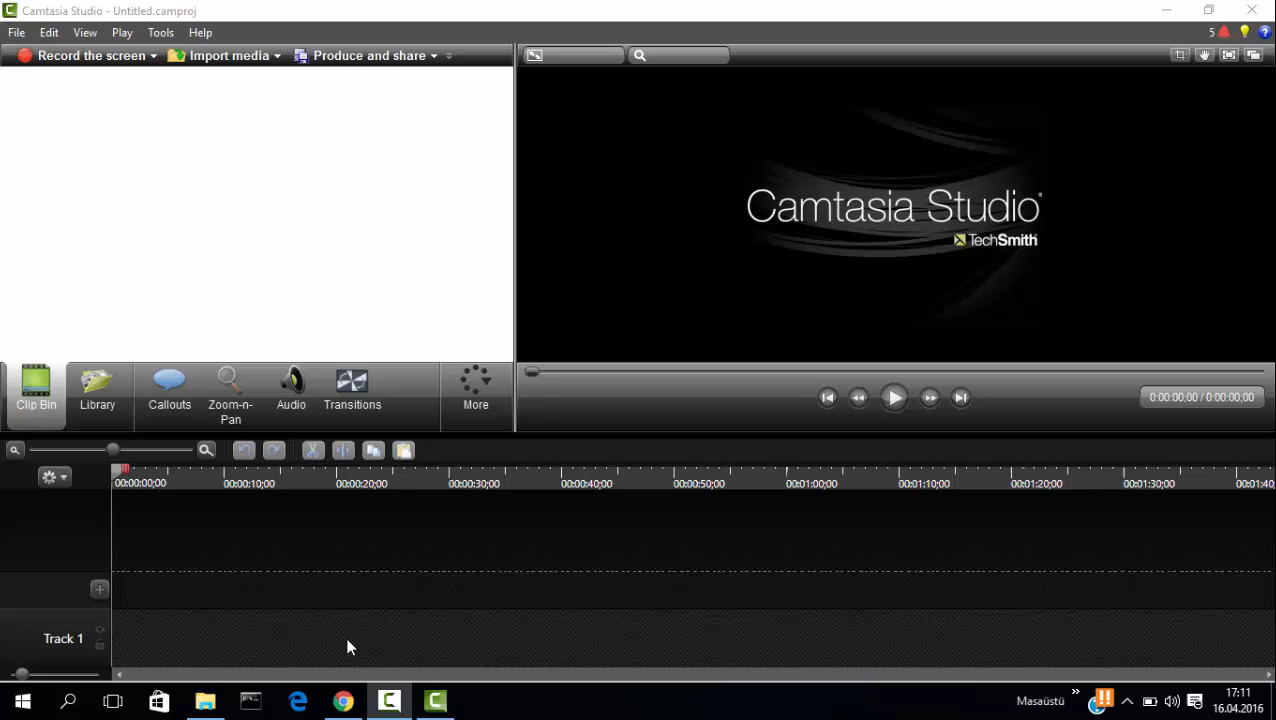 Camtasia Studio - Untitled.camproj
File Edit View Play Tools Help
5
Record the screen Import media Produce and share
Camtasia Studio®
TechSmith
Clip Bin Library Callouts Zoom-n-Pan Audio Transitions More
0:00:00;00 / 0:00:00;00
00:00:00;00 00:00:10;00 00:00:20;00 00:00:30;00 00:00:40;00 00:00:50;00 00:01:00;00 00:01:10;00 00:01:20;00 00:01:30;00 00:01:40
Track 1
Masaüstü
17:11
16.04.2016